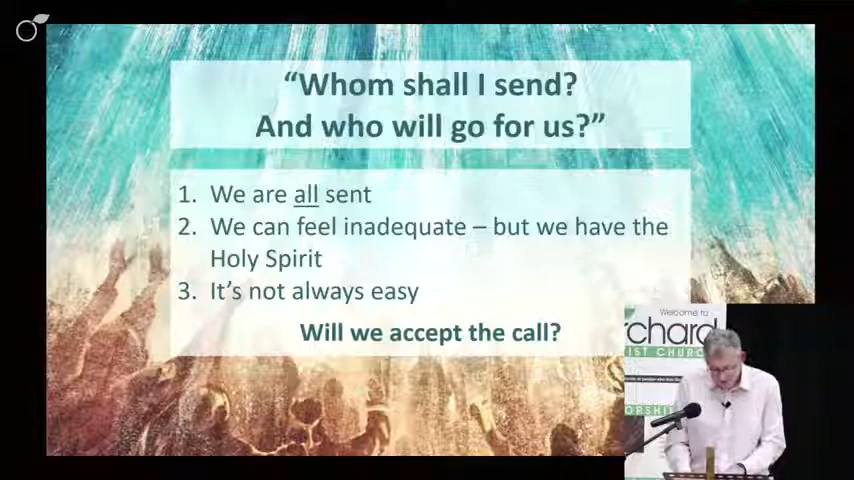 “Whom shall I send?
And who will go for us?”
1. We are all sent
2. We can feel inadequate – but we have the
Holy Spirit
3. It’s not always easy
Will we accept the call?
Welcome to
rchard
IST CHURC